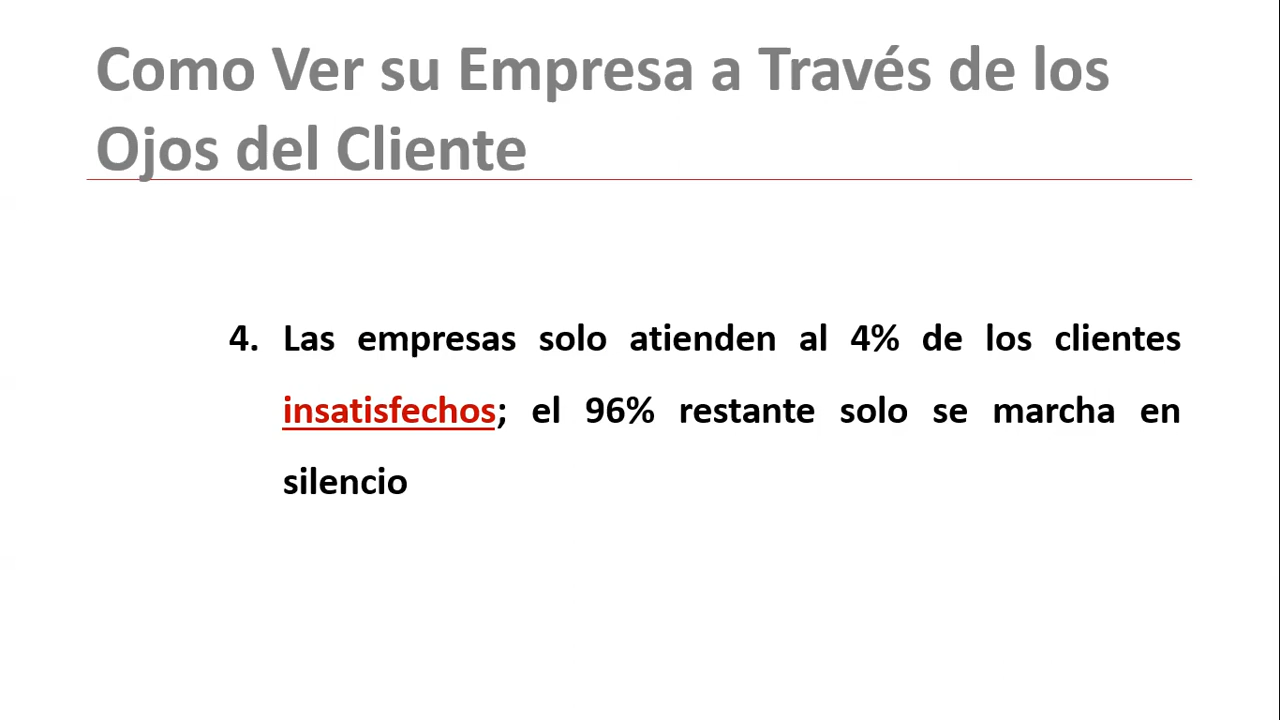 Como Ver su Empresa a Través de los
Ojos del Cliente
4. Las empresas solo atienden al 4% de los clientes
insatisfechos; el 96% restante solo se marcha en
silencio